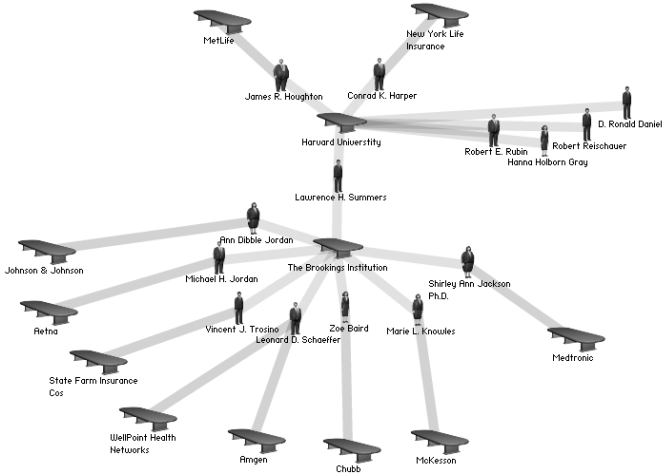 MetLife
New York Life
Insurance
James R. Houghton
Conrad K. Harper
D. Ronald Daniel
Harvard Universtity
Robert E. Rubin
Robert Reischauer
Hanna Holborn Gray
Lawrence H. Summers
Ann Dibble Jordan
Johnson & Johnson
Michael H. Jordan
The Brookings Institution
Shirley Ann Jackson
Ph.D.
Aetna
Vincent J. Trosino
Leonard D. Schaeffer
Zoe Baird
Marie L. Knowles
Medtronic
State Farm Insurance
Cos
WellPoint Health
Networks
Amgen
Chubb
McKesson